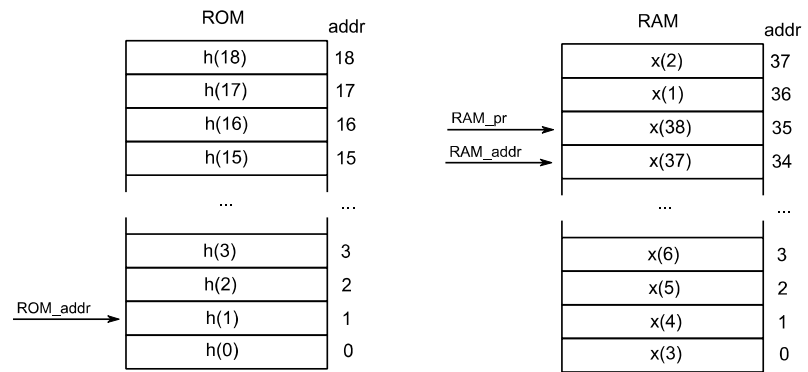 ROM
addr
h(18) 18
h(17) 17
h(16) 16
h(15) 15
... ...
h(3) 3
h(2) 2
ROM_addr h(1) 1
h(0) 0
RAM
addr
x(2) 37
x(1) 36
RAM_pr x(38) 35
RAM_addr x(37) 34
... ...
x(6) 3
x(5) 2
x(4) 1
x(3) 0